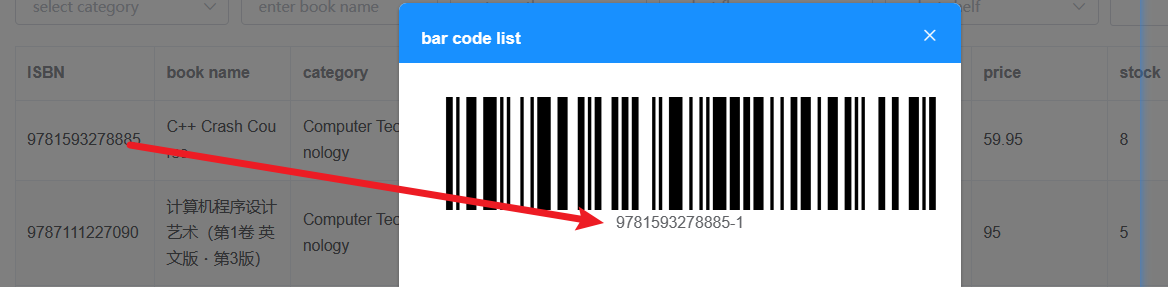 select category
enter book name
bar code list
ISBN
book name
category
price
stock
9781593278885
C++ Crash Cou
Computer Tec
nology
59.95
8
9781593278885-1
9787111227090
计算机程序设计
艺术（第1卷 英
文版・第3版）
Computer Tec
nology
95
5